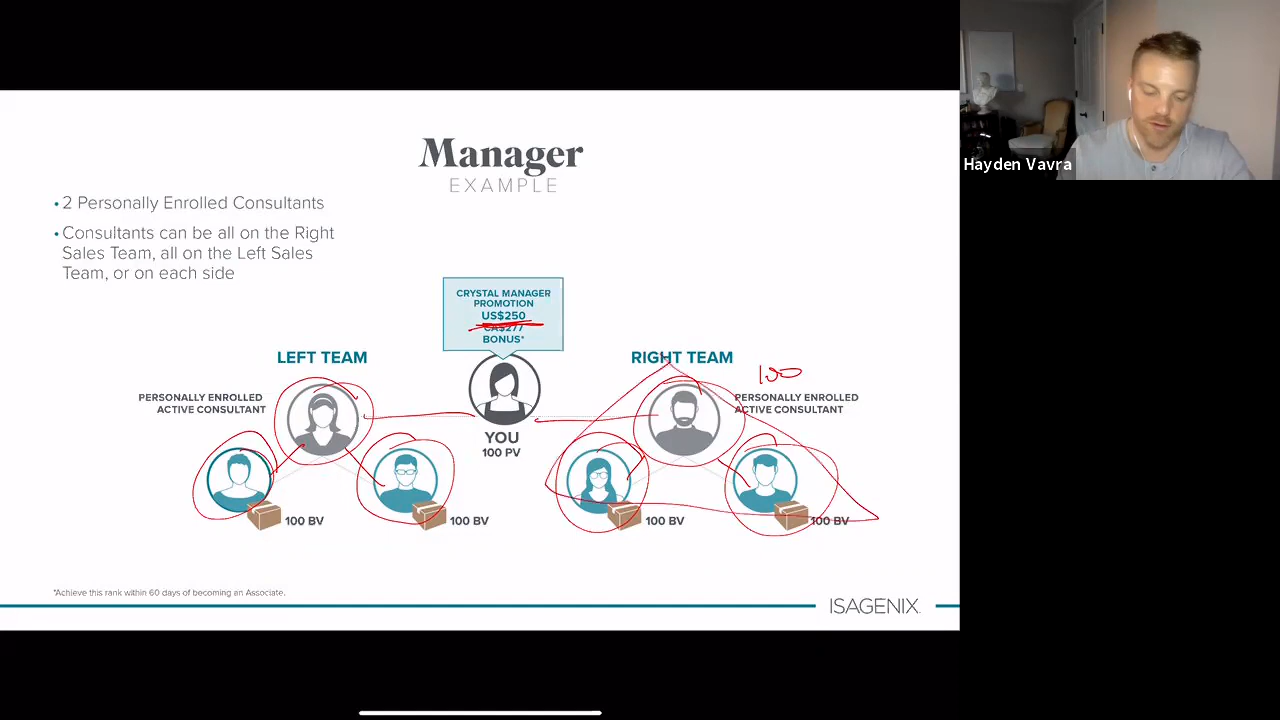 Manager
EXAMPLE
• 2 Personally Enrolled Consultants
• Consultants can be all on the Right
Sales Team, all on the Left Sales
Team, or on each side
CRYSTAL MANAGER
PROMOTION
US$250
CA$277
BONUS*
LEFT TEAM
RIGHT TEAM
100
PERSONALLY ENROLLED
ACTIVE CONSULTANT
PERSONALLY ENROLLED
ACTIVE CONSULTANT
YOU
100 PV
100 BV
100 BV
100 BV
100 BV
*Achieve this rank within 60 days of becoming an Associate.
ISAGENIX
Hayden Vavra